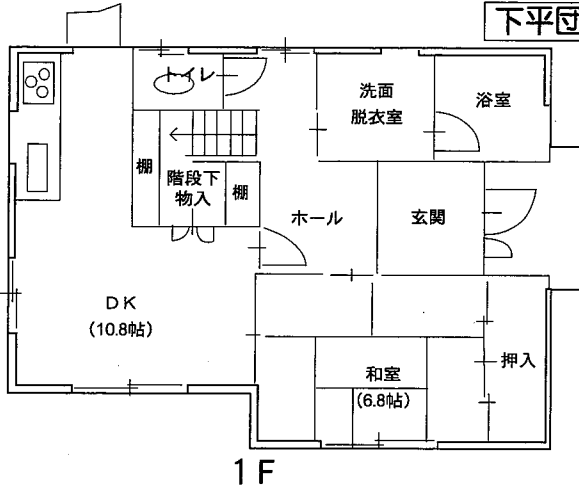 下平団
トイレ
洗面
脱衣室
浴室
棚
階段下
物入
棚
ホール
玄関
DK
(10.8帖)
和室
(6.8帖)
押入
1F